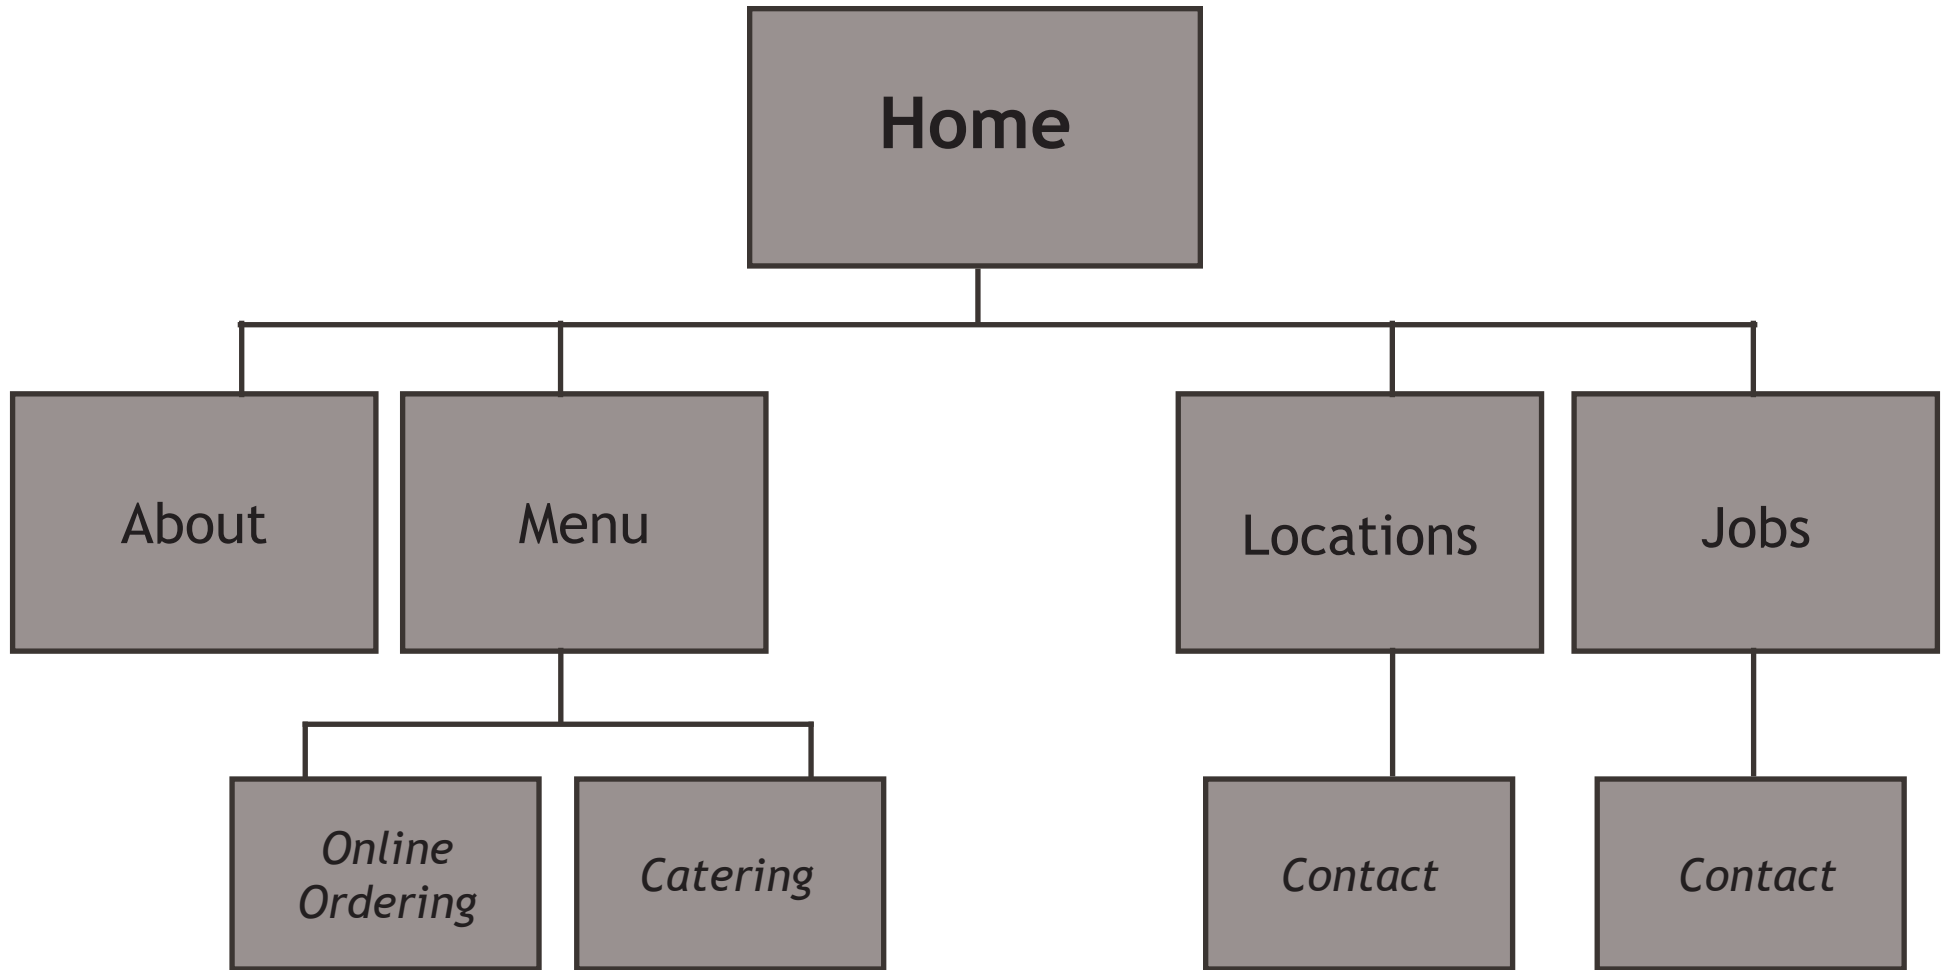 Home
About
Menu
Locations
Jobs
Online
Ordering
Catering
Contact
Contact